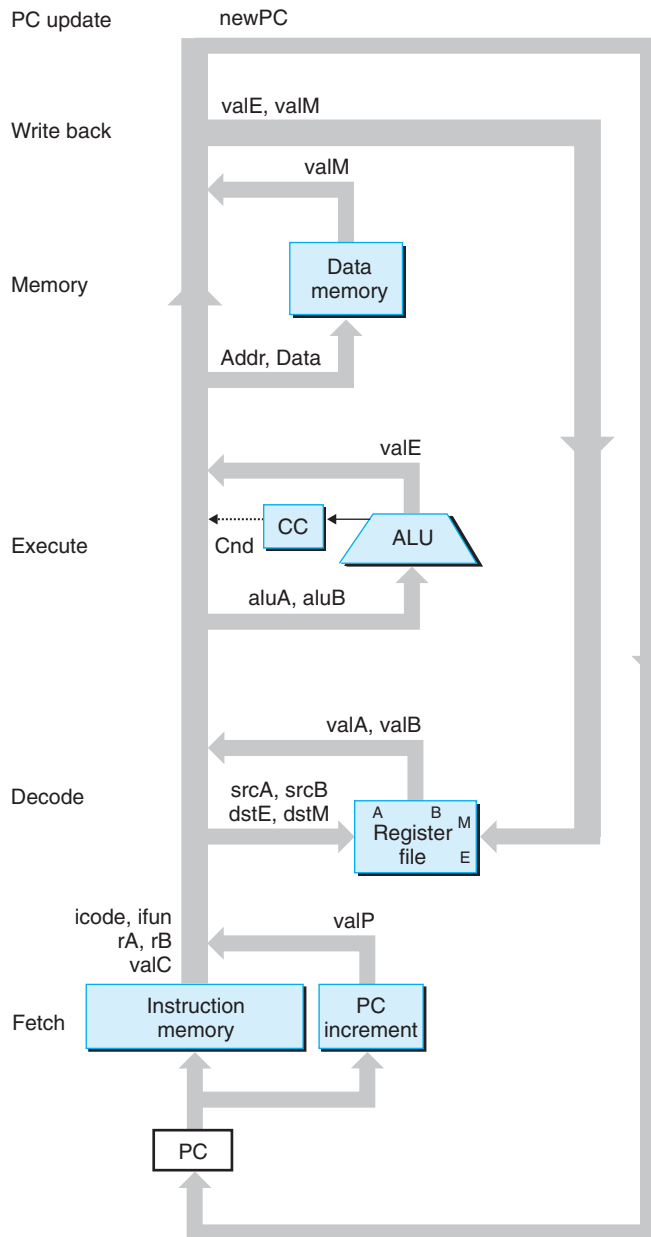 PC update
newPC
Write back
valE, valM
valM
Memory
Data
memory
Addr, Data
valE
Execute
CC
ALU
Cnd
aluA, aluB
valA, valB
Decode
srcA, srcB
dstE, dstM
A
B
M
Register
file
E
icode, ifun
rA, rB
valC
valP
Fetch
Instruction
memory
PC
increment
PC